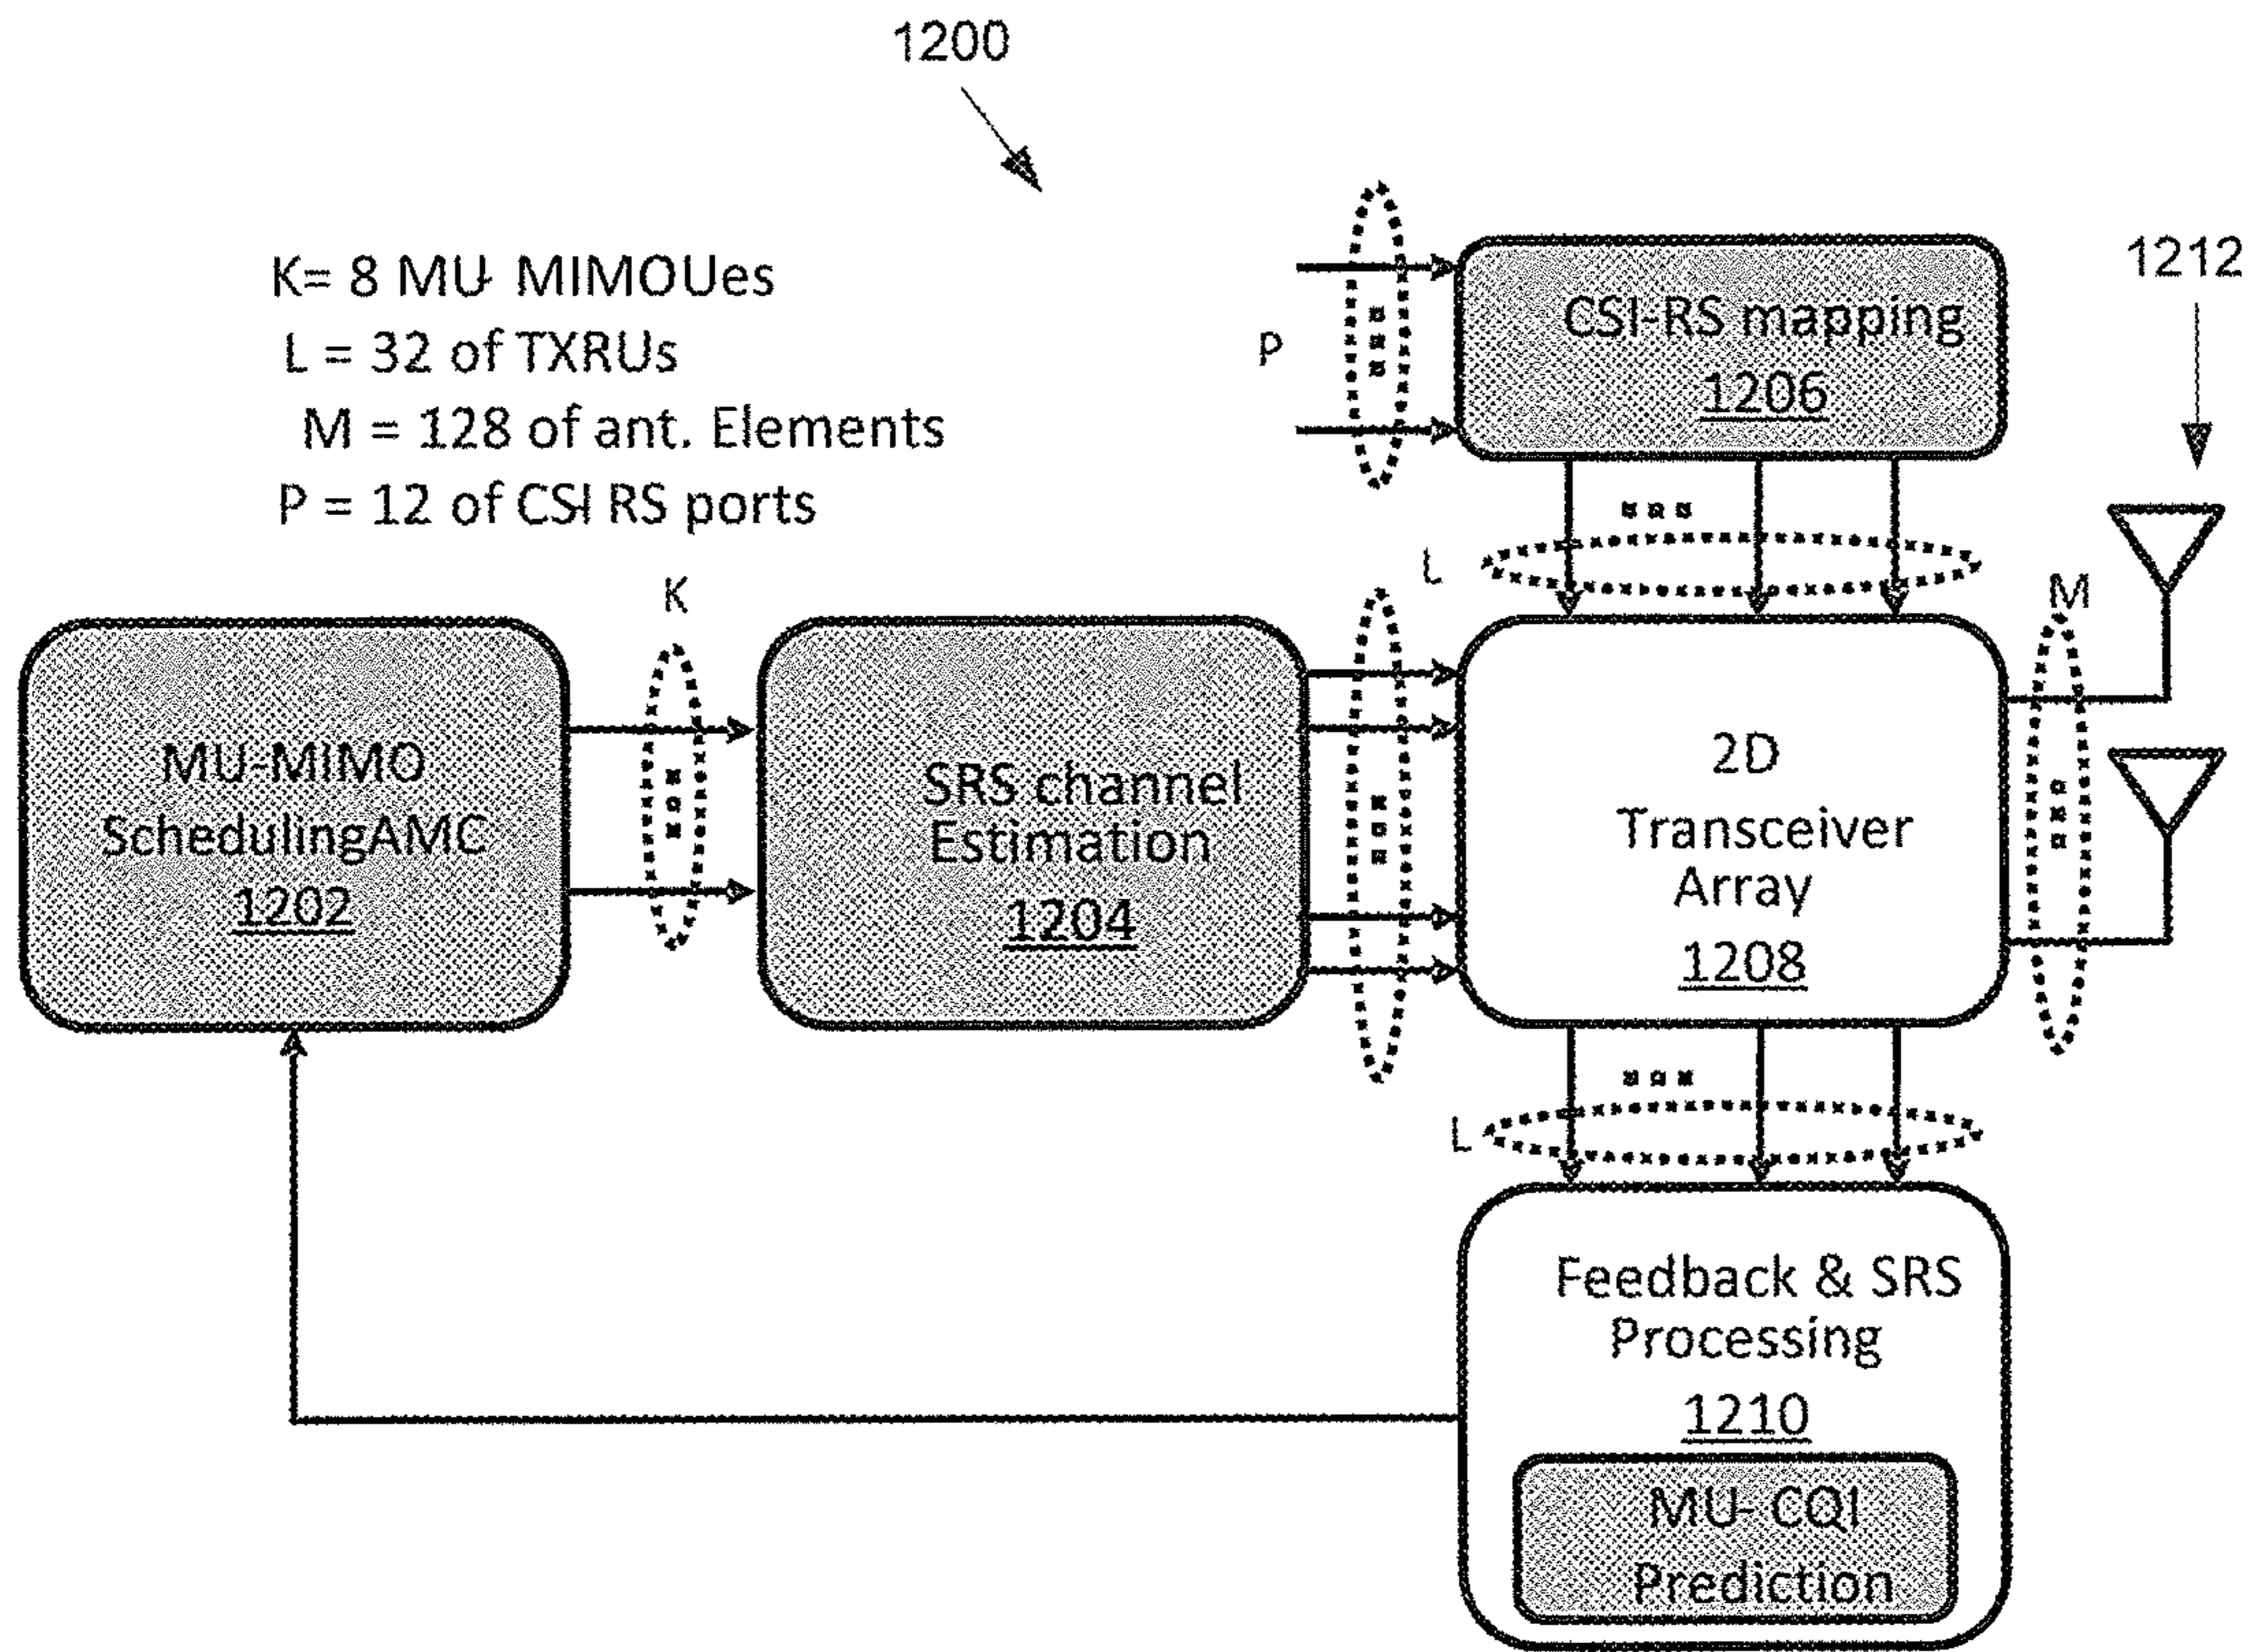 1200
K= 8 MU- MIMOUes
L = 32 of TXRUs
M = 128 of ant. Elements
P = 12 of CSI RS ports
P
CSI-RS mapping
1206
1212
L
K
M
MU-MIMO
SchedulingAMC
1202
SRS channel
Estimation
1204
2D
Transceiver
Array
1208
L
Feedback & SRS
Processing
1210
MU- CQI
Prediction